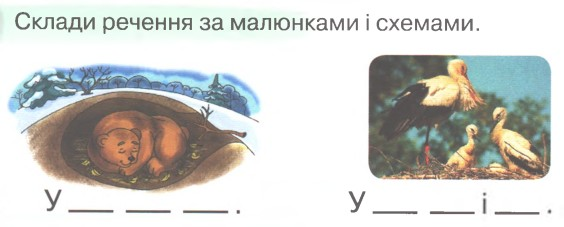 Склади речення за малюнками і схемами.
У ___ ___ ___. У ___ ___ і ___.